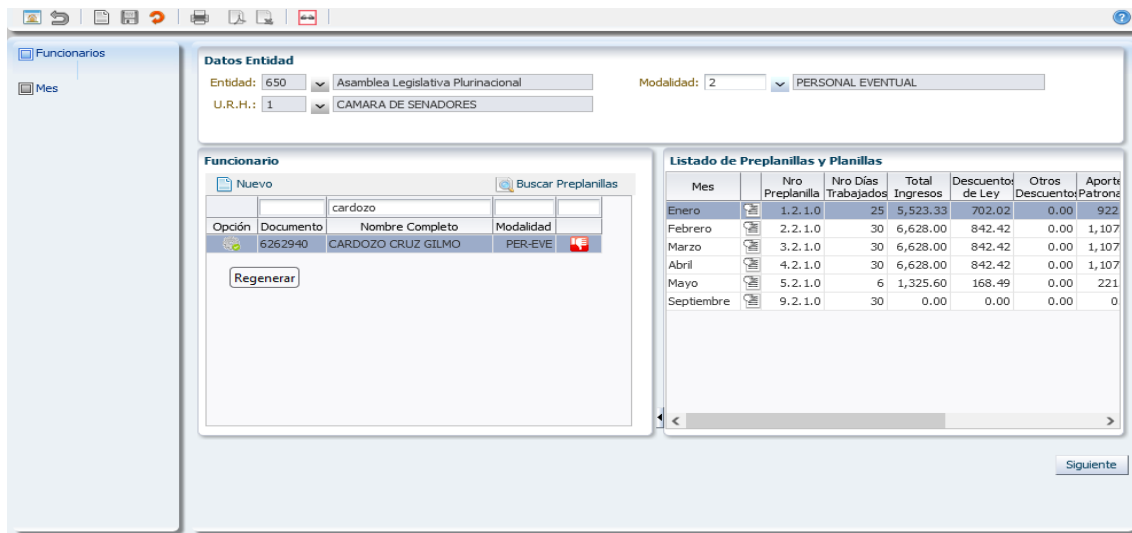 Funcionarios
Mes
Datos Entidad
Entidad: 650 Asamblea Legislativa Plurinacional Modalidad: 2 PERSONAL EVENTUAL
U.R.H.: 1 CAMARA DE SENADORES
Funcionario
Nuevo Buscar Preplanillas
cardozo
Opción Documento Nombre Completo Modalidad
6262940 CARDOZO CRUZ GILMO PER-EVE
Regenerar
Listado de Preplanillas y Planillas
Mes Nro Preplanilla Nro Días Trabajados Total Ingresos Descuentos de Ley Otros Descuentos Aporte Patrona
Enero 1.2.1.0 25 5,523.33 702.02 0.00 922
Febrero 2.2.1.0 30 6,628.00 842.42 0.00 1,107
Marzo 3.2.1.0 30 6,628.00 842.42 0.00 1,107
Abril 4.2.1.0 30 6,628.00 842.42 0.00 1,107
Mayo 5.2.1.0 6 1,325.60 168.49 0.00 221
Septiembre 9.2.1.0 30 0.00 0.00 0.00 0
Siguiente